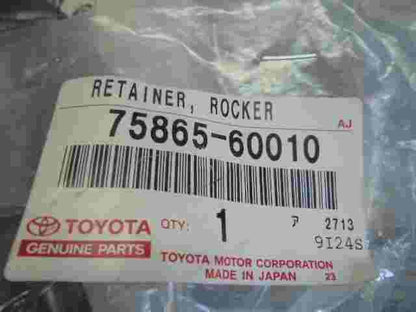 RETAINER, ROCKER
AJ
75865-60010
TOYOTA
GENUINE PARTS
QTY: 1
ア 2713
9I24S
TOYOTA MOTOR CORPORATION
MADE IN JAPAN 23